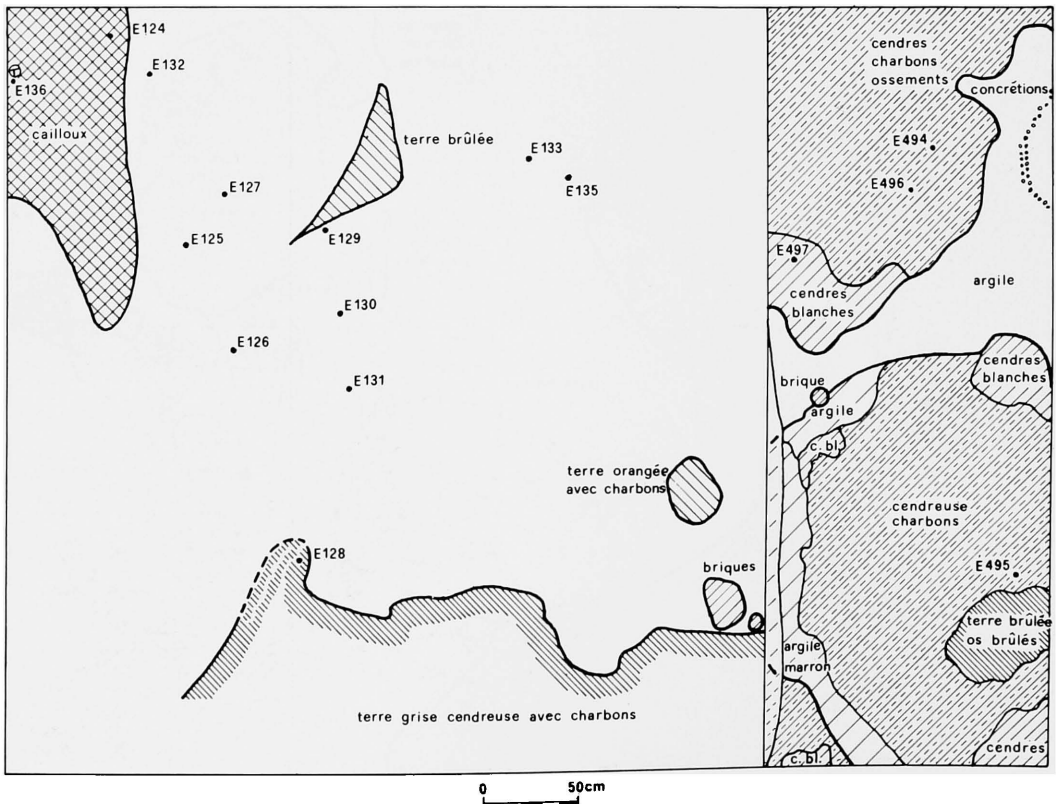 E124
E132
E136
cailloux
E127
E125
terre brûlée
E129
E133
E135
E130
E126
E131
terre orangée
avec charbons
E128
briques
terre grise cendreuse avec charbons
cendres
charbons
ossements
concrétions
E494
E496
E497
cendres
blanches
argile
cendres
blanches
brique
argile
c. bl.
cendreuse
charbons
E495
terre brûlée
os brûlés
argile
marron
c. bl.
cendres
0 50cm